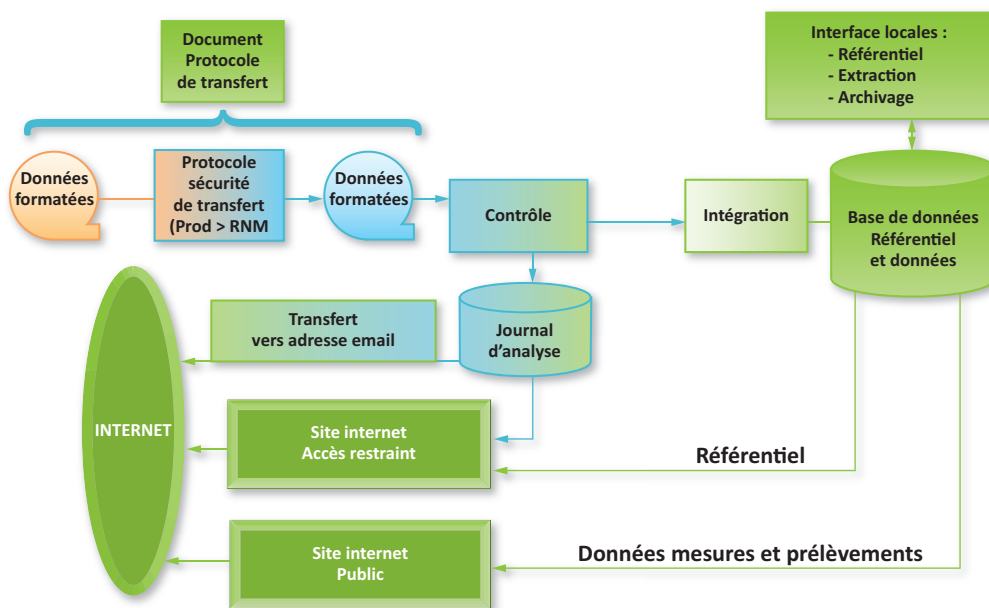 Document
Protocole
de transfert
Interface locales :
- Référentiel
- Extraction
- Archivage
Données
formatées
Protocole
sécurité
de transfert
(Prod > RNM
Données
formatées
Contrôle
Intégration
Base de données
Référentiel
et données
Transfert
vers adresse email
Journal
d'analyse
INTERNET
Site internet
Accès restraint
Référentiel
Site internet
Public
Données mesures et prélèvements